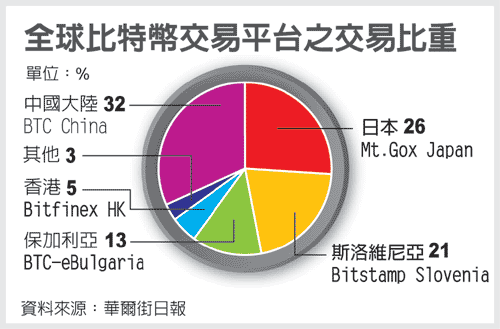 全球比特幣交易平台之交易比重
單位：%
中國大陸 32
BTC China
其他 3
香港 5
Bitfinex HK
保加利亞 13
BTC-eBulgaria
日本 26
Mt.Gox Japan
斯洛維尼亞 21
Bitstamp Slovenia
資料來源：華爾街日報